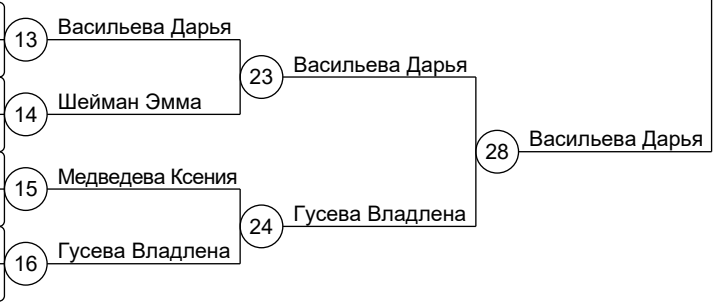 13 Васильева Дарья
23 Васильева Дарья
14 Шейман Эмма
28 Васильева Дарья
15 Медведева Ксения
24 Гусева Владлена
16 Гусева Владлена